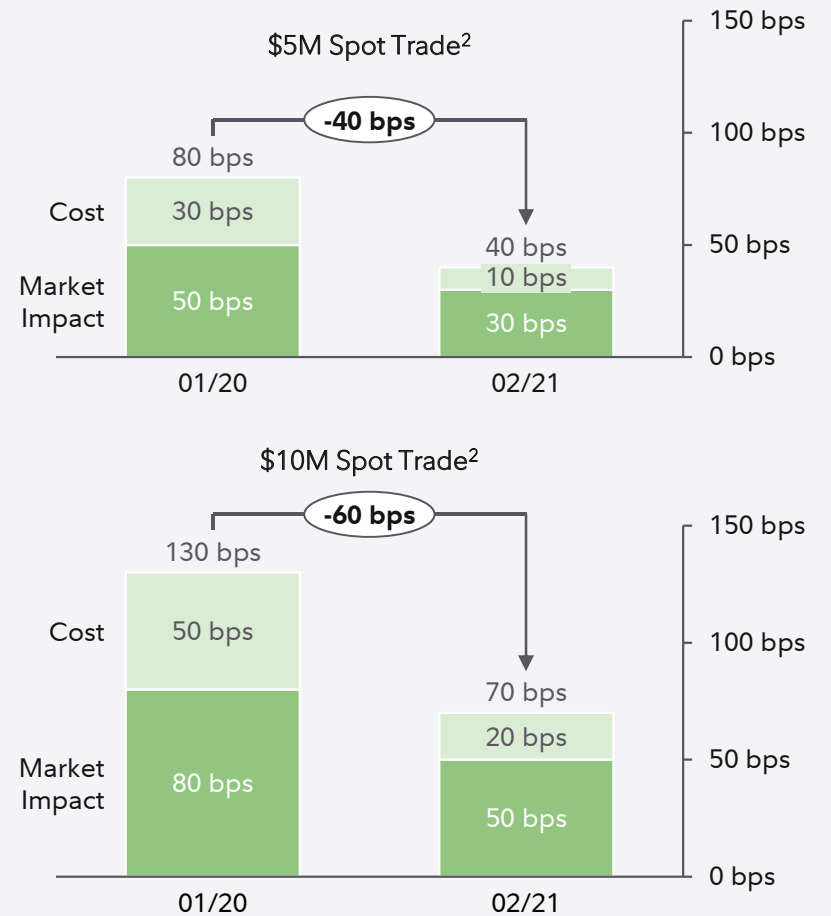 150 bps
$5M Spot Trade²
-40 bps
100 bps
80 bps
Cost
30 bps
40 bps
50 bps
10 bps
Market
Impact
50 bps
30 bps
0 bps
01/20
02/21
$10M Spot Trade²
-60 bps
150 bps
130 bps
Cost
50 bps
100 bps
70 bps
20 bps
50 bps
Market
Impact
80 bps
50 bps
0 bps
01/20
02/21